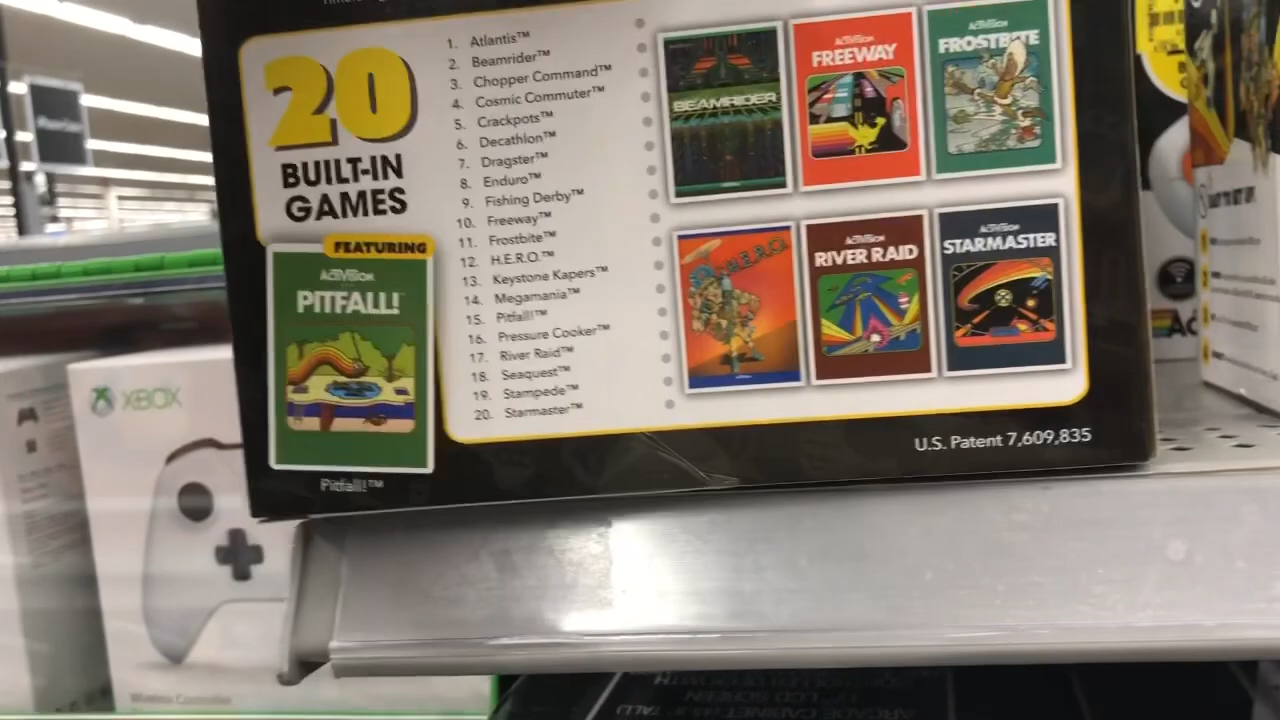 20
BUILT-IN
GAMES
FEATURING
ACTIVISION
PITFALL!
Pitfall!™
1. Atlantis™
2. Beamrider™
3. Chopper Command™
4. Cosmic Commuter™
5. Crackpots™
6. Decathlon™
7. Dragster™
8. Enduro™
9. Fishing Derby™
10. Freeway™
11. Frostbite™
12. H.E.R.O.™
13. Keystone Kapers™
14. Megamania™
15. Pitfall!™
16. Pressure Cooker™
17. River Raid™
18. Seaquest™
19. Stampede™
20. Starmaster™
BEAMRIDER
ACTIVISION
FREEWAY
ACTIVISION
FROSTBITE
H.E.R.O.
ACTIVISION
RIVER RAID
ACTIVISION
STARMASTER
U.S. Patent 7,609,835
XBOX
Wireless Controller